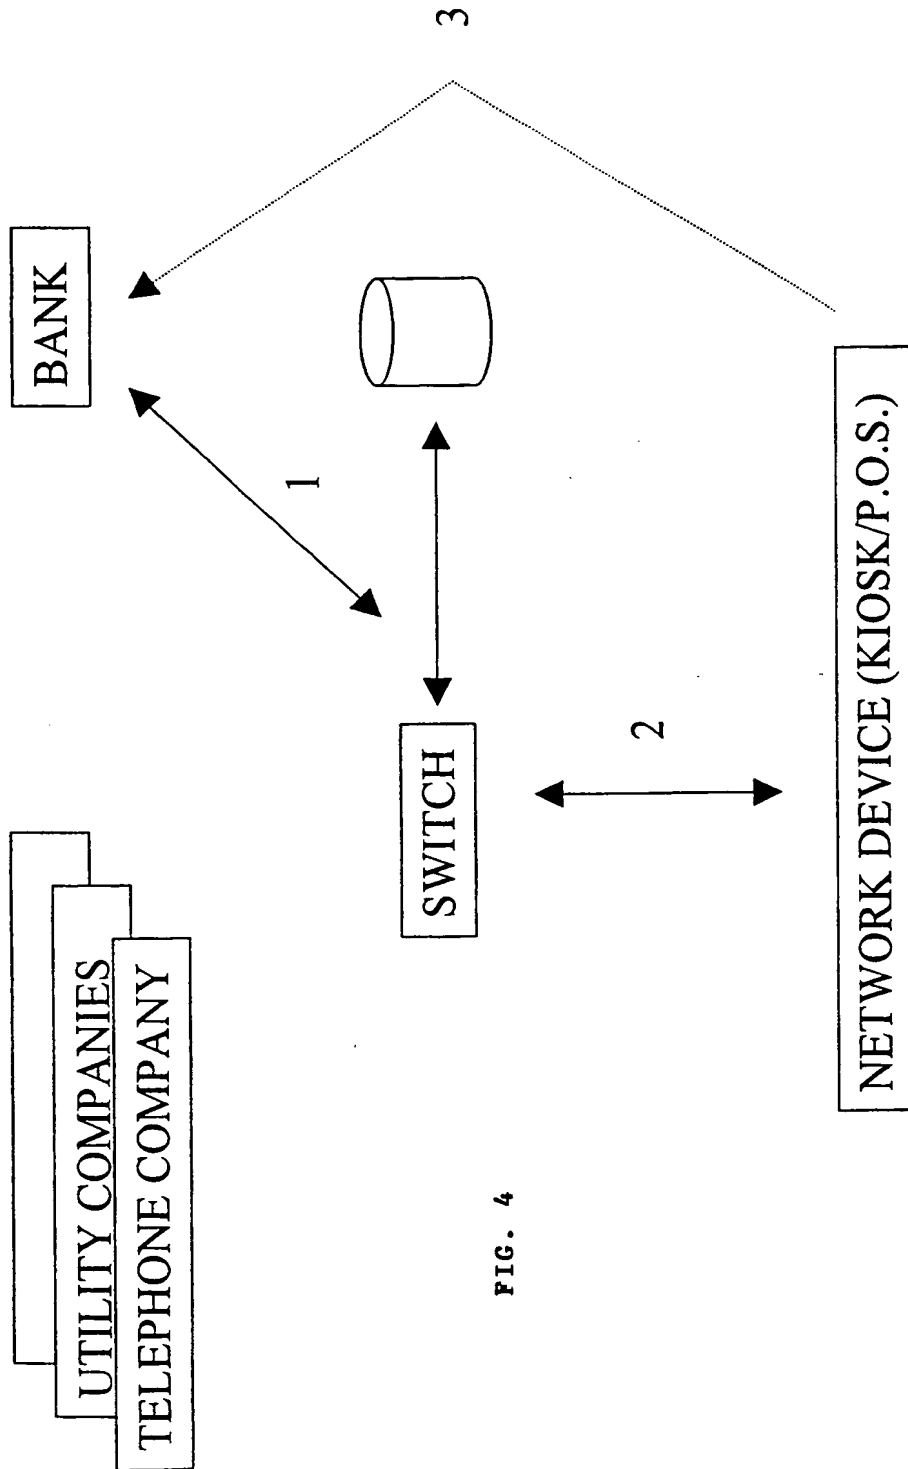 UTILITY COMPANIES
TELEPHONE COMPANY
BANK
1
3
SWITCH
2
NETWORK DEVICE (KIOSK/P.O.S.)
FIG. 4